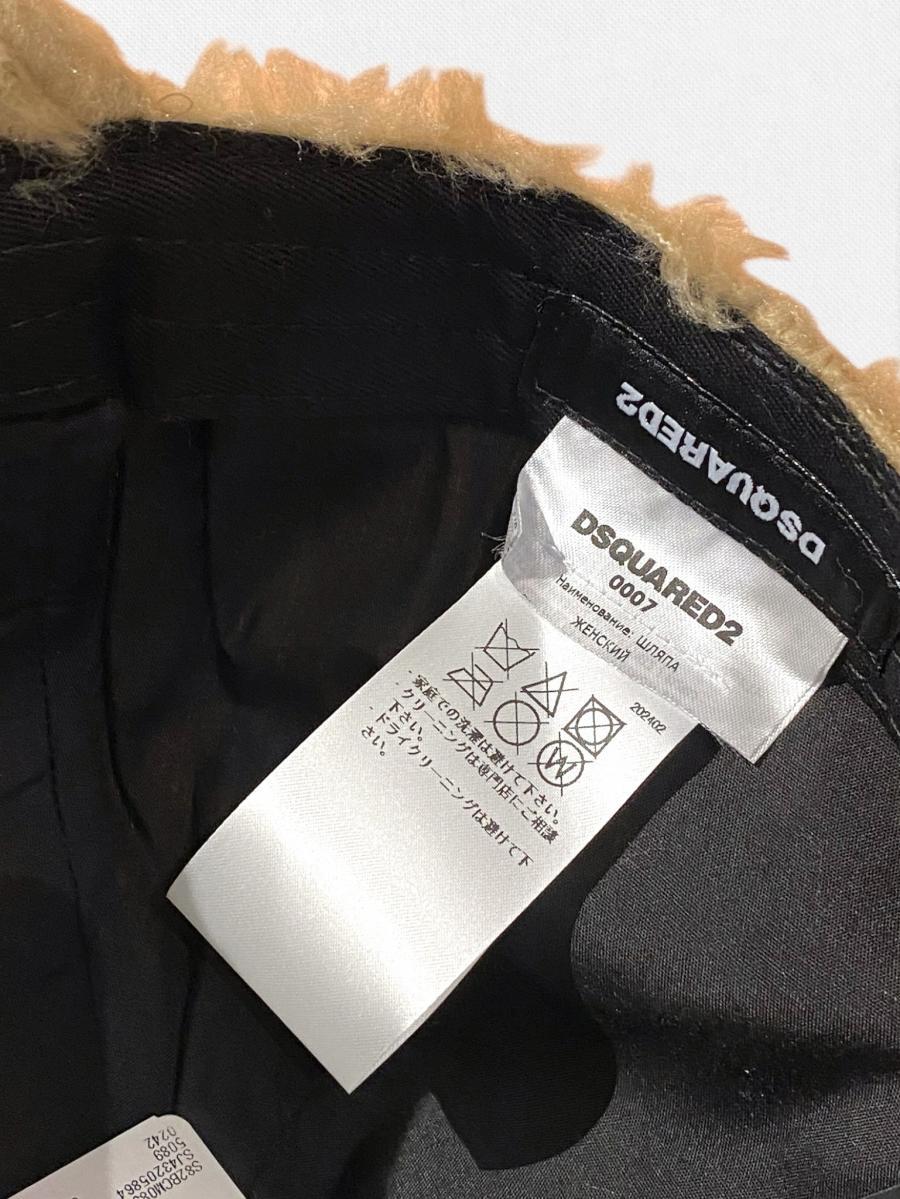 DSQUARED2
DSQUARED2
0007
Наименование: ШЛЯПА
ЖЕНСКИЙ
202402
W
・家庭での洗濯は避けて下さい。
・クリーニングは専門店にご相談
下さい。
・ドライクリーニングは避けて下
さい。
SJ43205864
5089
0242